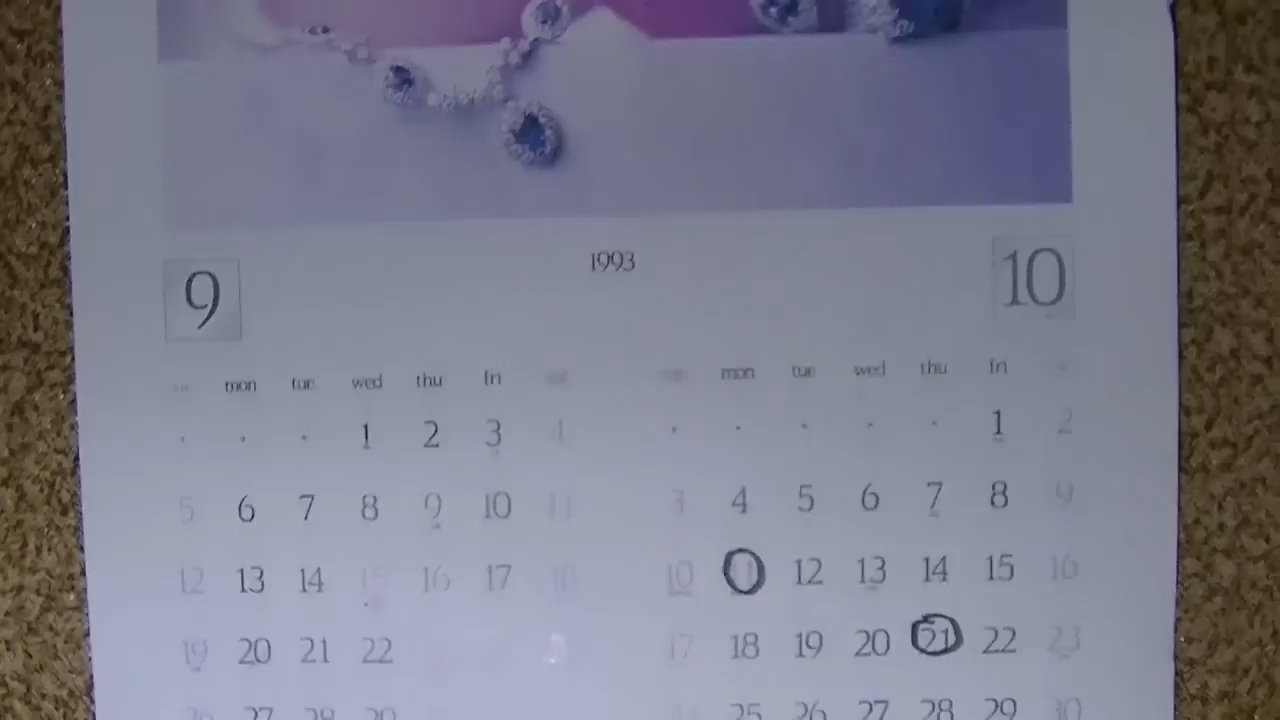 1993
9
mon tue wed thu fri
1 2 3 4
5 6 7 8 9 10 11
12 13 14 15 16 17 18
19 20 21 22
27 28 29
10
mon tue wed thu fri
1 2
3 4 5 6 7 8 9
10 11 12 13 14 15 16
17 18 19 20 21 22 23
25 26 27 28 29 30